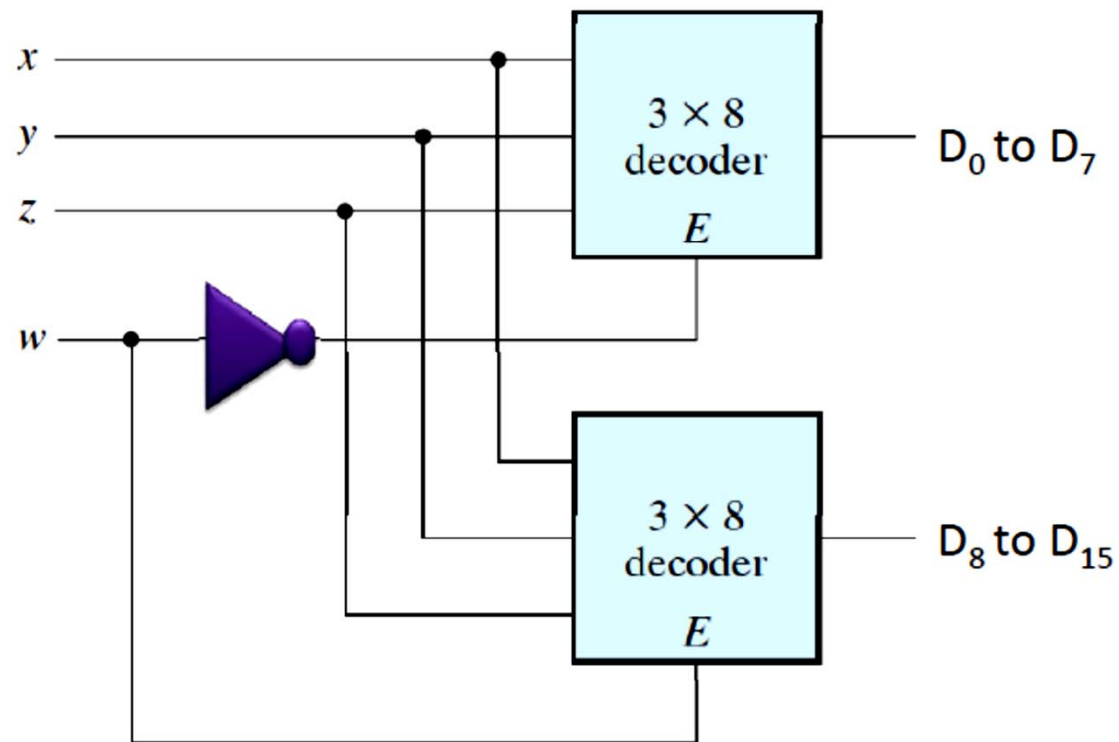 x
y
z
w
3 × 8
decoder
E
D₀ to D₇
3 × 8
decoder
E
D₈ to D₁₅